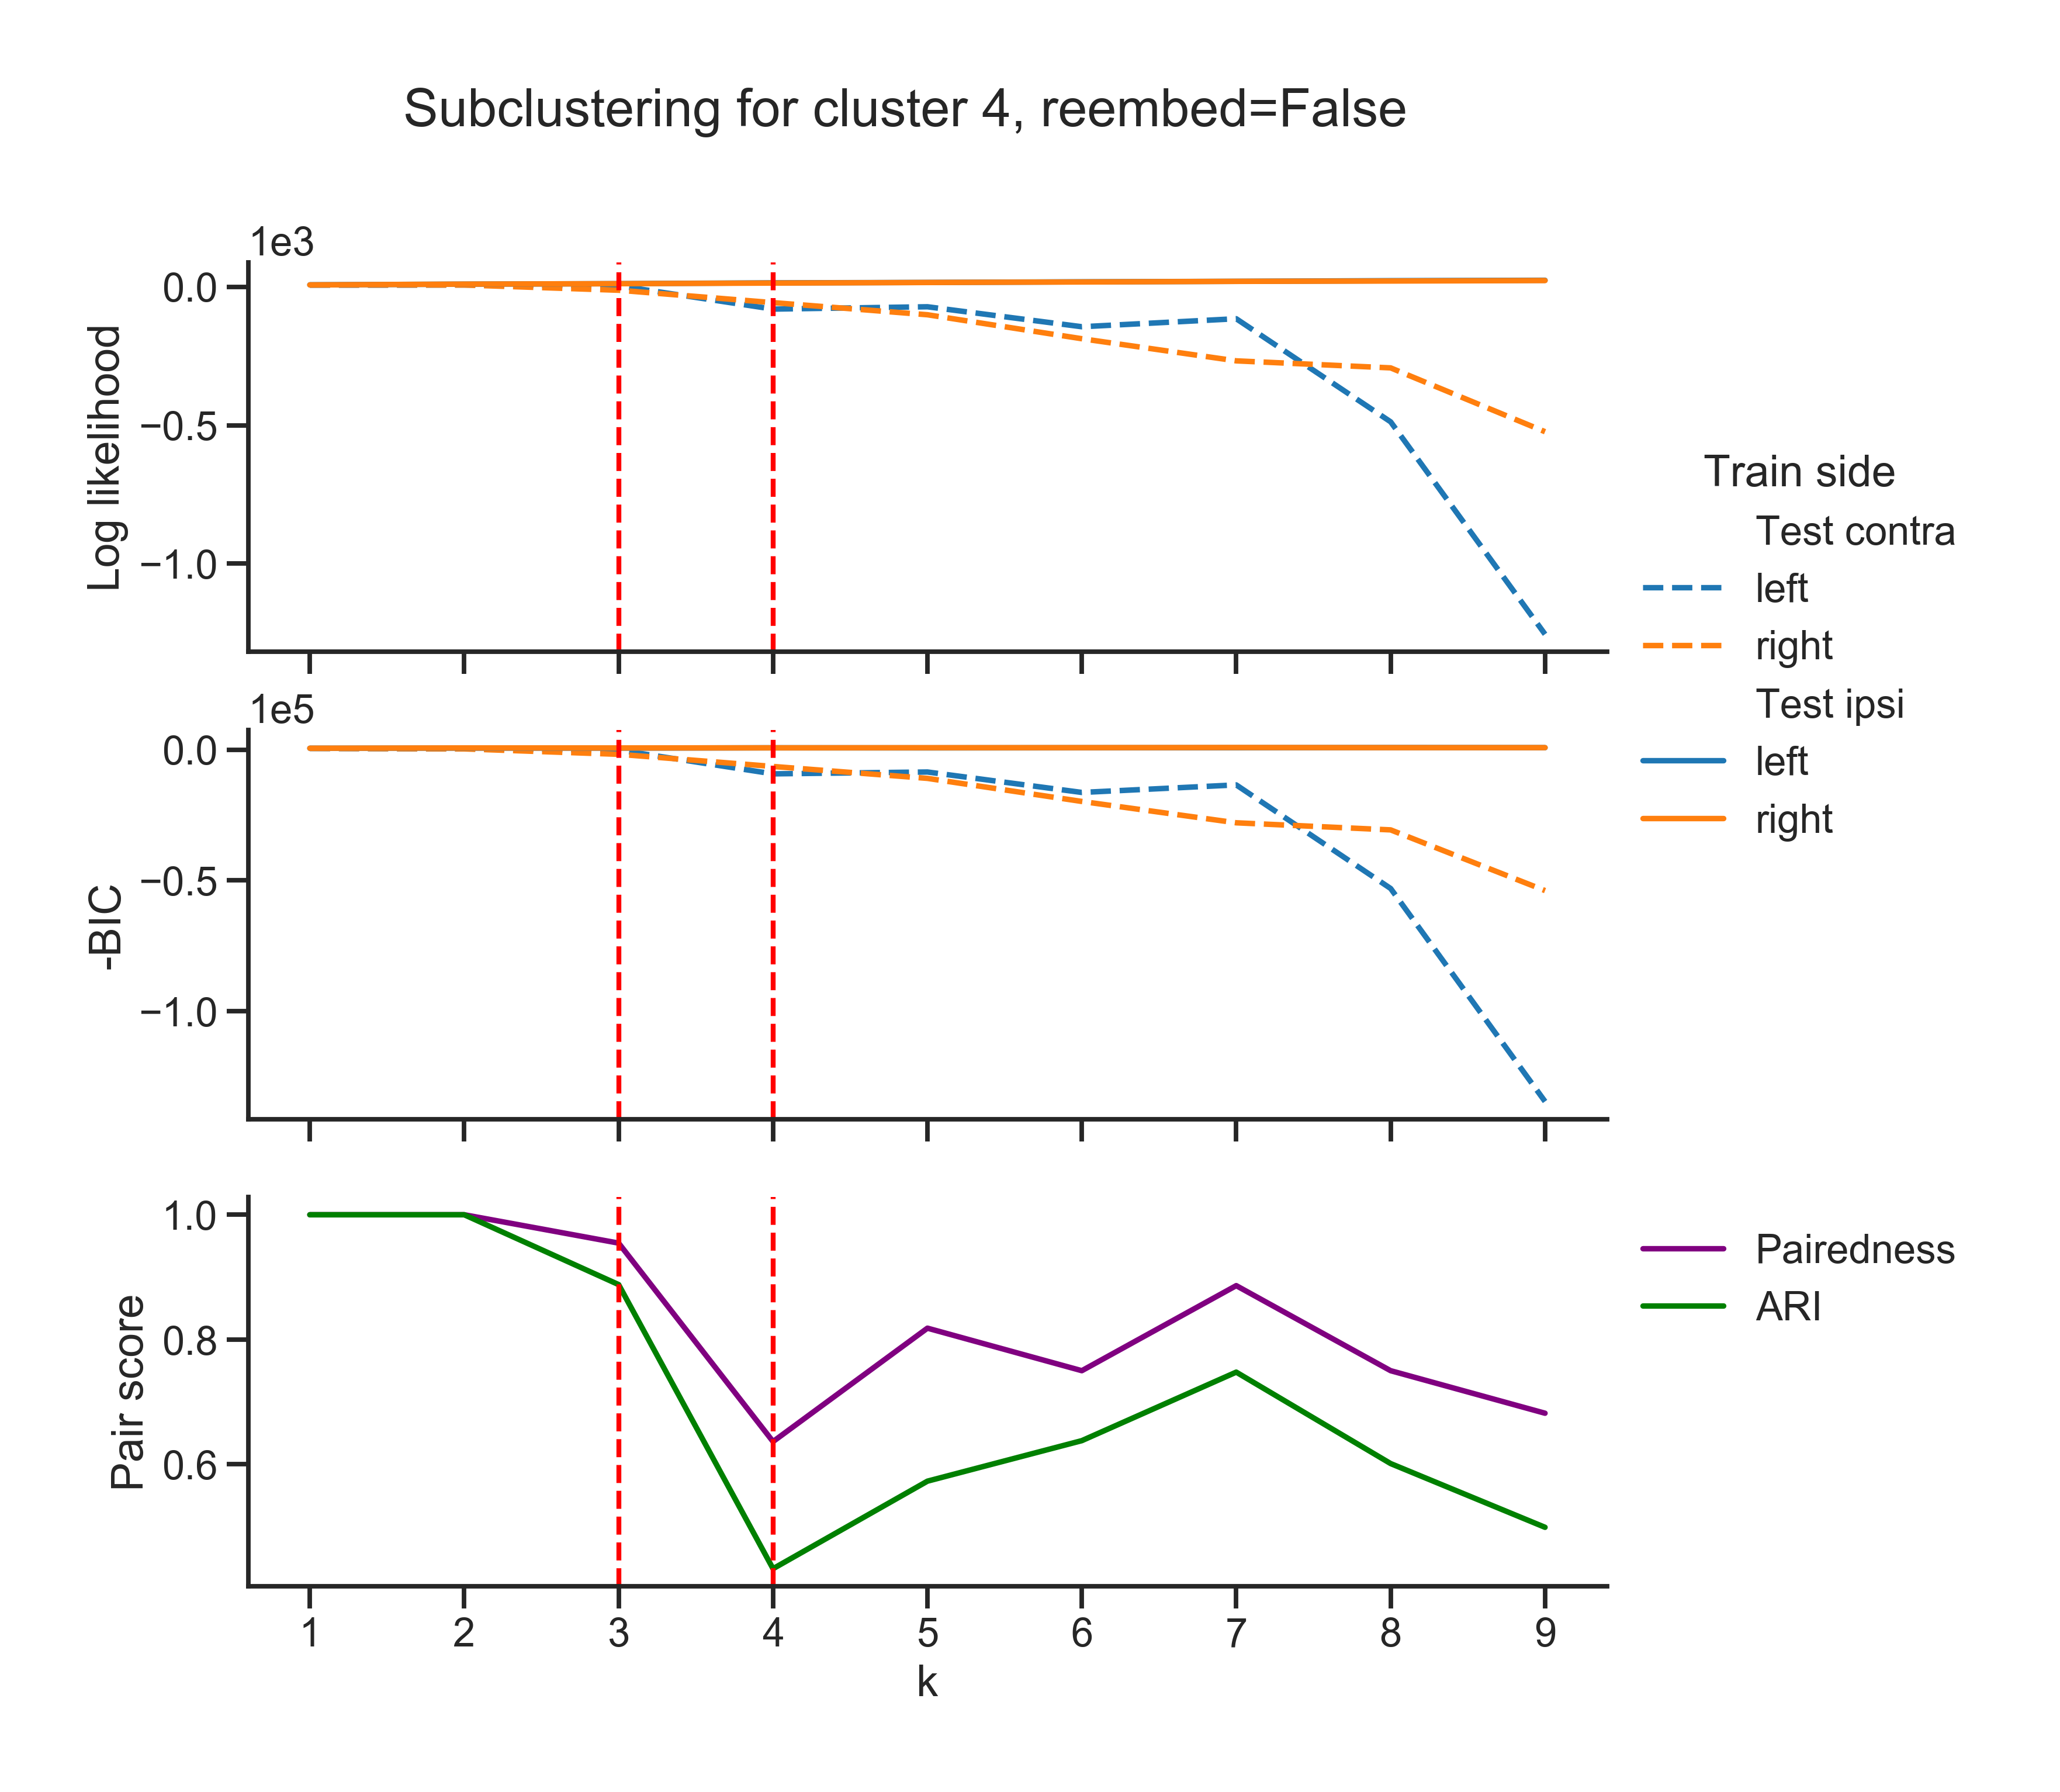 Subclustering for cluster 4, reembed=False
1e3
0.0
−0.5
−1.0
Log likelihood
Train side
Test contra
left
right
Test ipsi
left
right
1e5
0.0
−0.5
−1.0
-BIC
1.0
0.8
0.6
Pair score
Pairedness
ARI
1 2 3 4 5 6 7 8 9
k